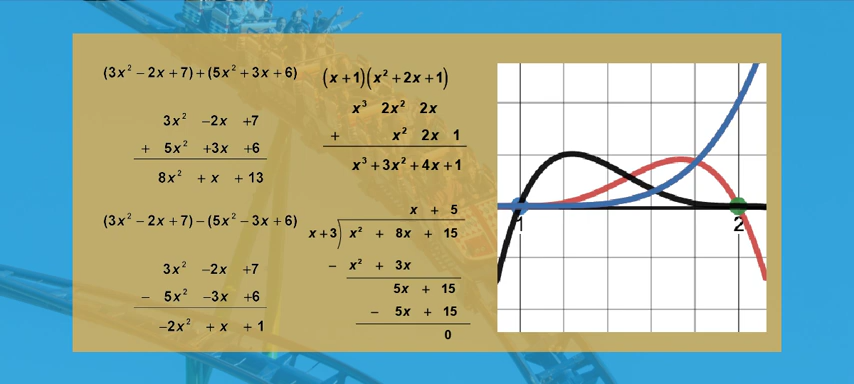 (3x² − 2x + 7) + (5x² + 3x + 6)
3x² −2x +7
+ 5x² +3x +6
8x² + x + 13
(3x² − 2x + 7) − (5x² − 3x + 6)
3x² −2x +7
− 5x² −3x +6
−2x² + x + 1
(x + 1)(x² + 2x + 1)
x³ 2x² 2x
+ x² 2x 1
x³ + 3x² + 4x + 1
x + 5
x + 3 x² + 8x + 15
− x² + 3x
5x + 15
− 5x + 15
0
1 2